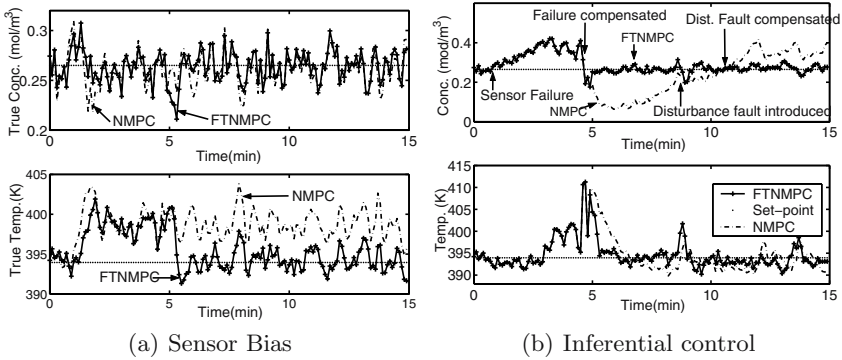 True Conc. (mol/m³)
0.3
0.25
0.2
NMPC
FTNMPC
0
5
10
15
Time(min)
True Temp.(K)
405
400
395
390
NMPC
FTNMPC
0
5
10
15
Time(min)
(a) Sensor Bias
Conc. (mod/m³)
0.4
0.2
0
Failure compensated
FTNMPC
Dist. Fault compensated
Sensor Failure
NMPC
Disturbance fault introduced
0
5
10
15
Time(min)
Temp. (K)
415
410
405
400
395
390
FTNMPC
Set-point
NMPC
0
5
10
15
Time(min)
(b) Inferential control